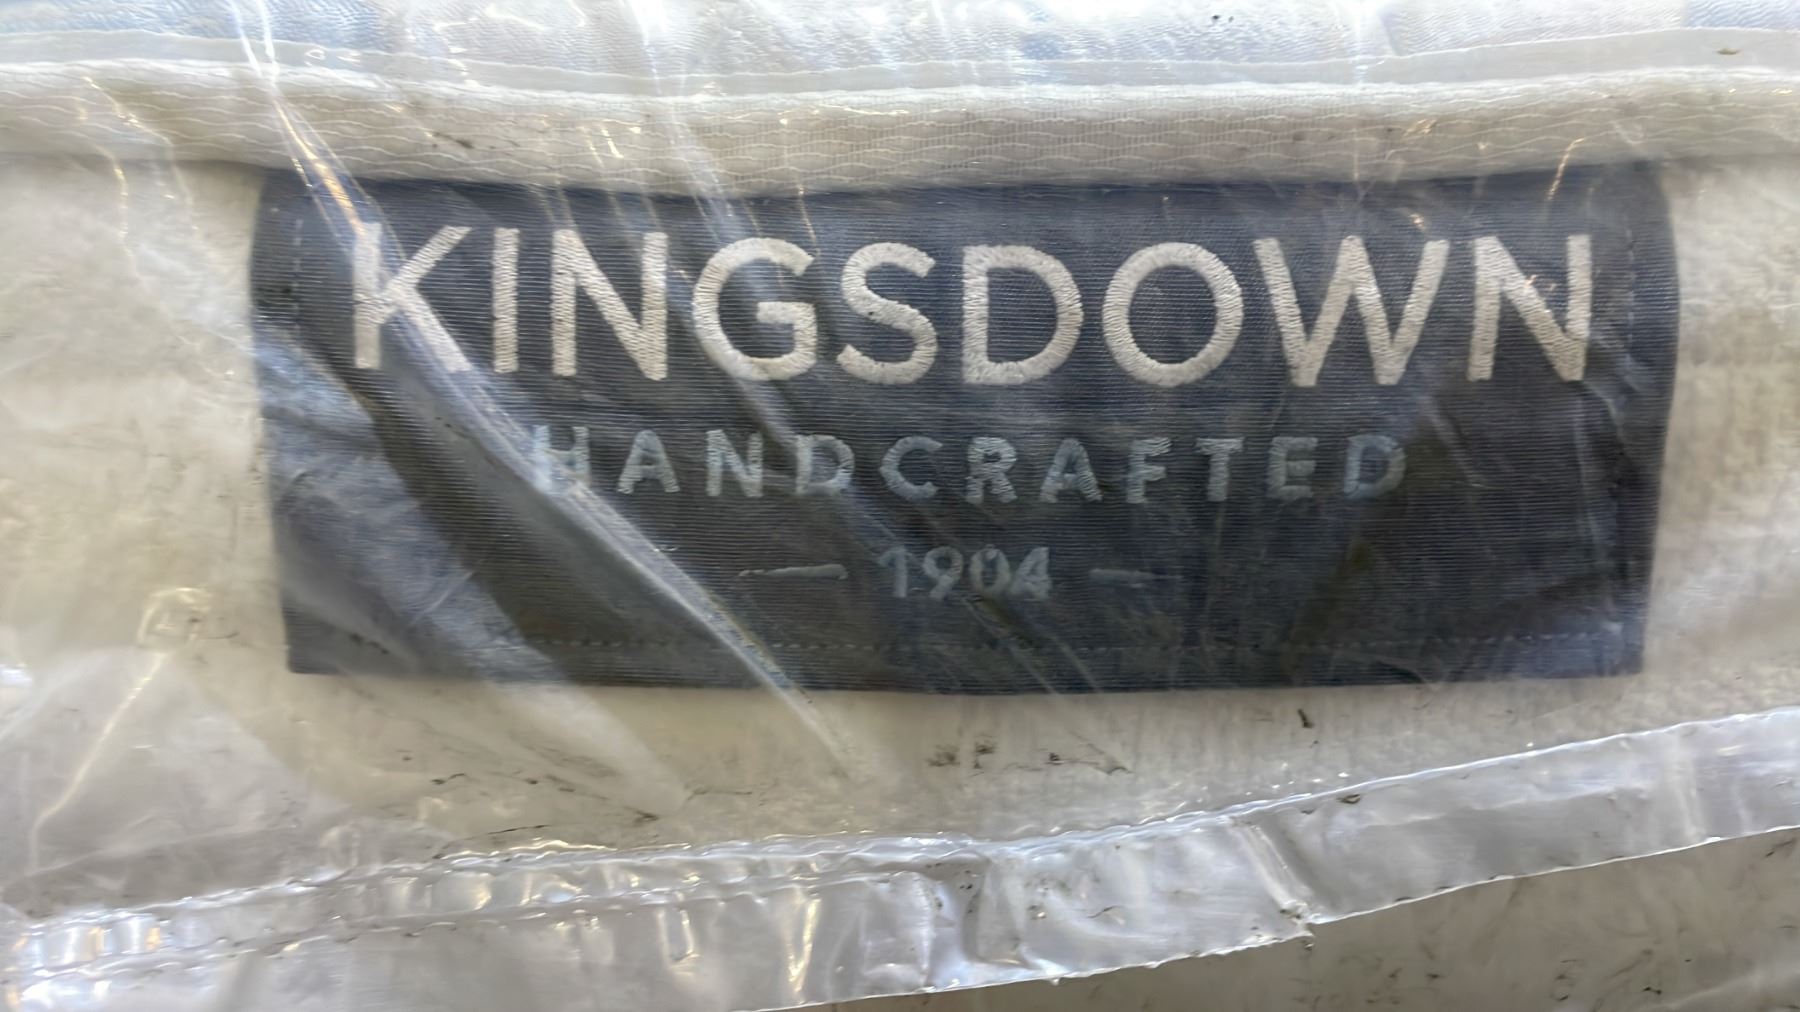 KINGSDOWN
HANDCRAFTED
— 1904 —